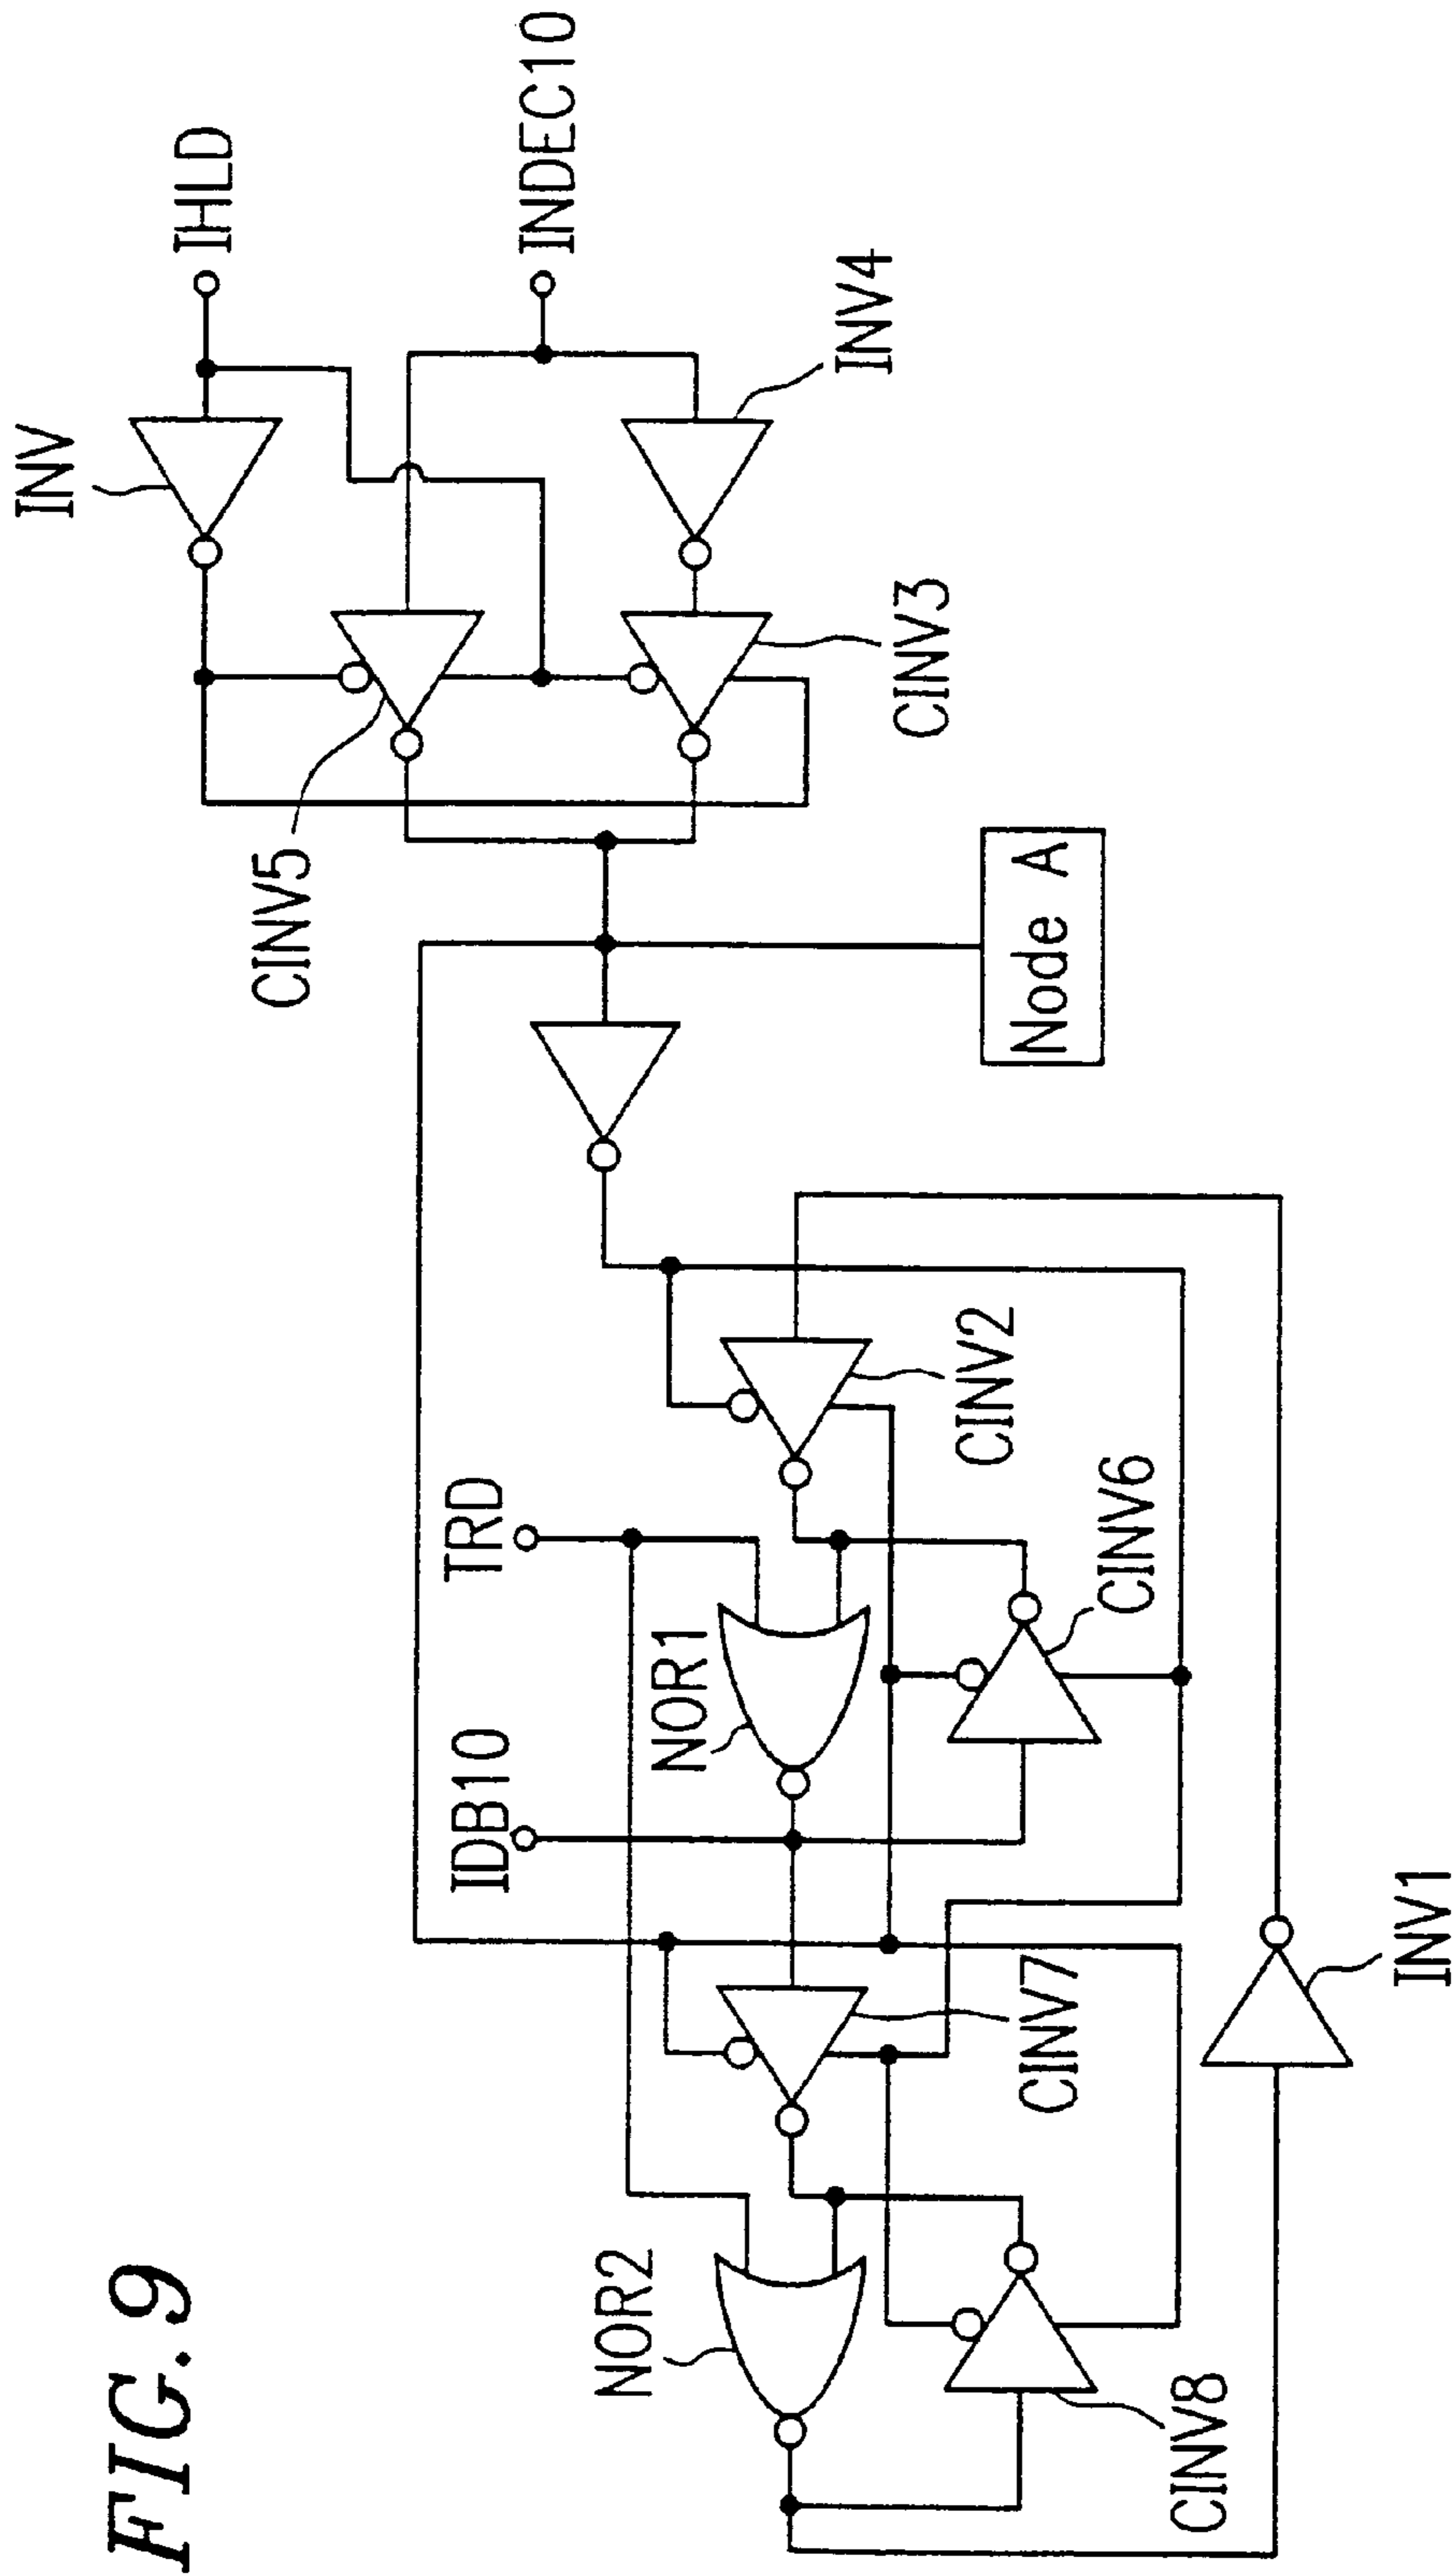 FIG. 9
INV
IHLD
INDEC10
INV4
CINV3
CINV5
Node A
TRD
IDB10
NOR1
CINV2
CINV6
NOR2
CINV7
CINV8
INV1